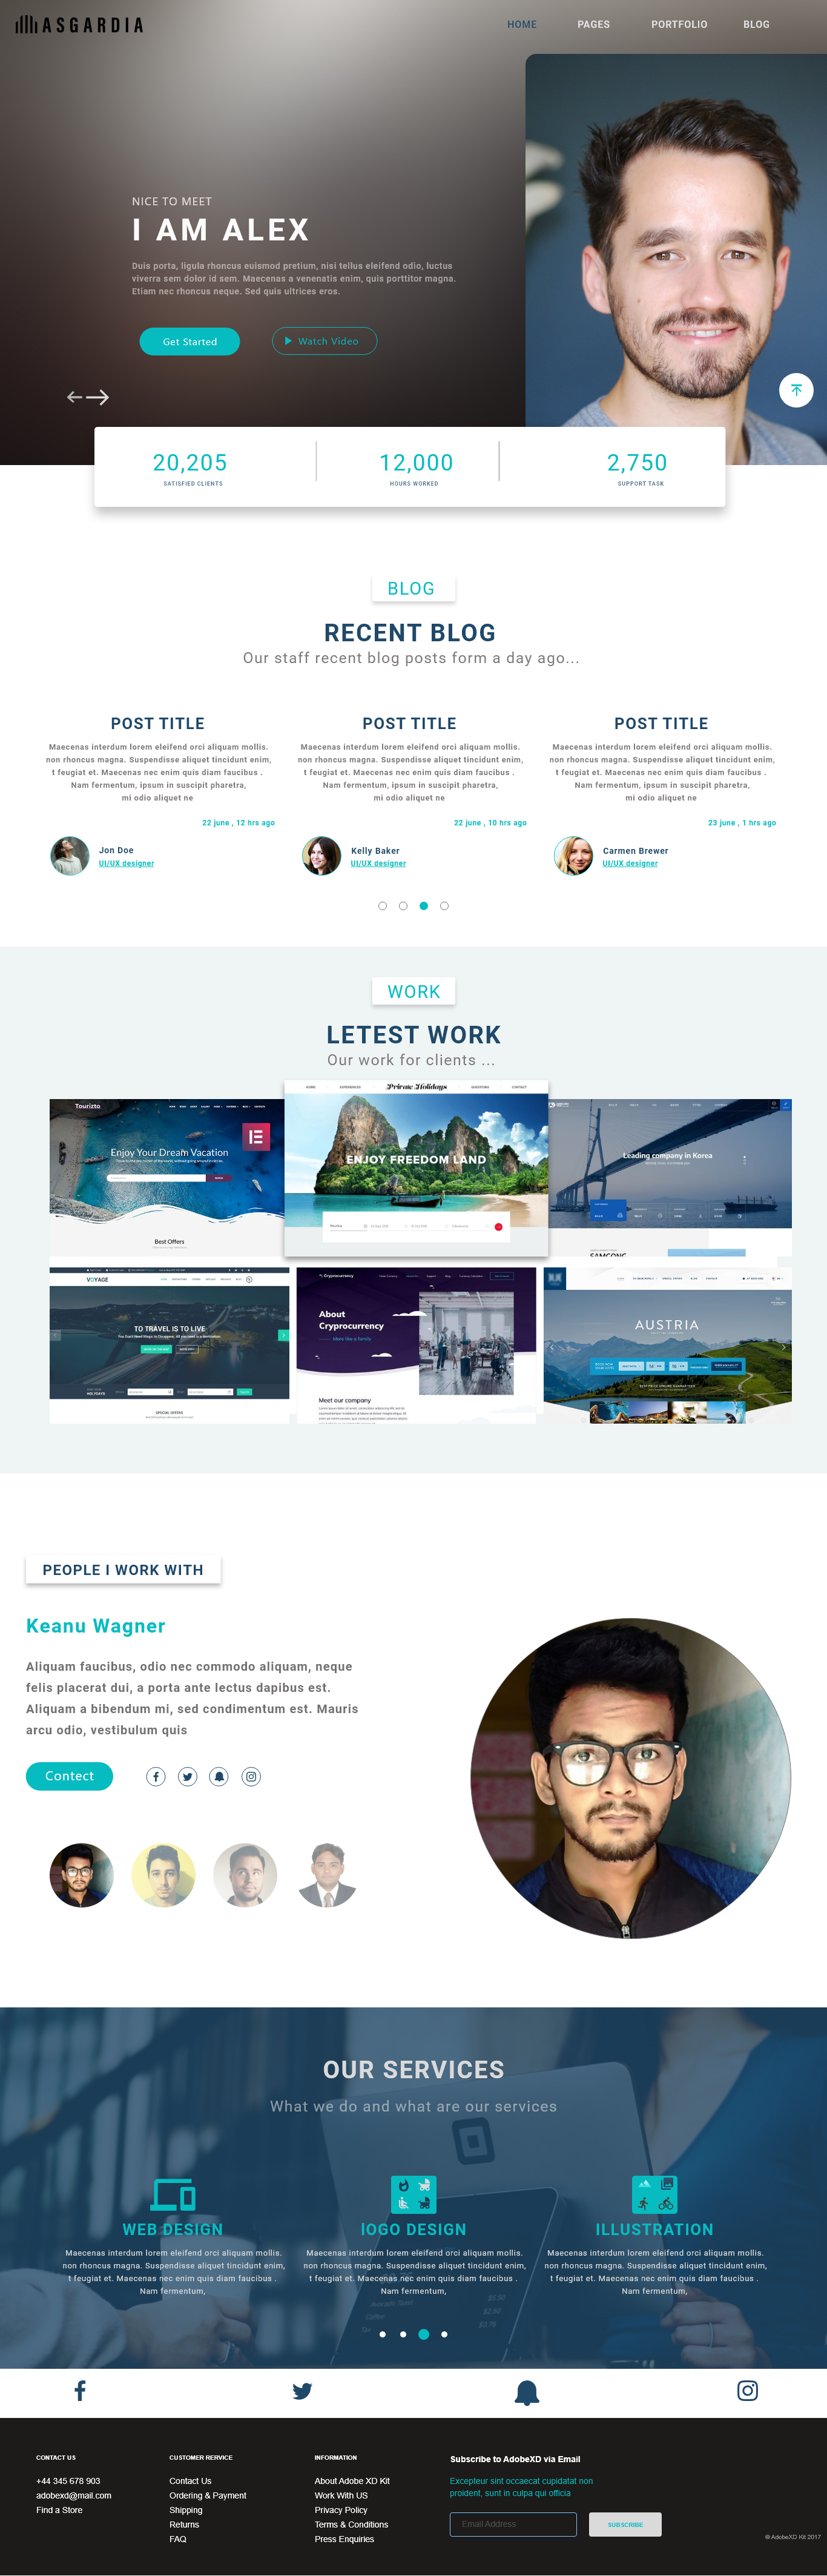 ASGARDIA
HOME PAGES PORTFOLIO BLOG
NICE TO MEET
I AM ALEX
Duis porta, ligula rhoncus euismod pretium, nisi tellus eleifend odio, luctus
viverra sem dolor id sem. Maecenas a venenatis enim, quis porttitor magna.
Etiam nec rhoncus neque. Sed quis ultrices eros.
Get Started
Watch Video
20,205
SATISFIED CLIENTS
12,000
HOURS WORKED
2,750
SUPPORT TASK
BLOG
RECENT BLOG
Our staff recent blog posts form a day ago...
POST TITLE
Maecenas interdum lorem eleifend orci aliquam mollis.
non rhoncus magna. Suspendisse aliquet tincidunt enim,
t feugiat et. Maecenas nec enim quis diam faucibus .
Nam fermentum, ipsum in suscipit pharetra,
mi odio aliquet ne
22 june , 12 hrs ago
Jon Doe
UI/UX designer
POST TITLE
Maecenas interdum lorem eleifend orci aliquam mollis.
non rhoncus magna. Suspendisse aliquet tincidunt enim,
t feugiat et. Maecenas nec enim quis diam faucibus .
Nam fermentum, ipsum in suscipit pharetra,
mi odio aliquet ne
22 june , 10 hrs ago
Kelly Baker
UI/UX designer
POST TITLE
Maecenas interdum lorem eleifend orci aliquam mollis.
non rhoncus magna. Suspendisse aliquet tincidunt enim,
t feugiat et. Maecenas nec enim quis diam faucibus .
Nam fermentum, ipsum in suscipit pharetra,
mi odio aliquet ne
23 june , 1 hrs ago
Carmen Brewer
UI/UX designer
WORK
LETEST WORK
Our work for clients ...
Tourizto
Enjoy Your Dream Vacation
Best Offers
HOME EXPERIENCES Private Holidays QUESTIONS CONTACT
ENJOY FREEDOM LAND
Leading company in Korea
SAMSONG
VOYAGE
TO TRAVEL IS TO LIVE
SPECIAL OFFERS
Cryptocurrency
About
Cryptocurrency
More like a family
Meet our company
AUSTRIA
PEOPLE I WORK WITH
Keanu Wagner
Aliquam faucibus, odio nec commodo aliquam, neque
felis placerat dui, a porta ante lectus dapibus est.
Aliquam a bibendum mi, sed condimentum est. Mauris
arcu odio, vestibulum quis
Contect
OUR SERVICES
What we do and what are our services
WEB DESIGN
Maecenas interdum lorem eleifend orci aliquam mollis.
non rhoncus magna. Suspendisse aliquet tincidunt enim,
t feugiat et. Maecenas nec enim quis diam faucibus .
Nam fermentum,
lOGO DESIGN
Maecenas interdum lorem eleifend orci aliquam mollis.
non rhoncus magna. Suspendisse aliquet tincidunt enim,
t feugiat et. Maecenas nec enim quis diam faucibus .
Nam fermentum,
ILLUSTRATION
Maecenas interdum lorem eleifend orci aliquam mollis.
non rhoncus magna. Suspendisse aliquet tincidunt enim,
t feugiat et. Maecenas nec enim quis diam faucibus .
Nam fermentum,
$5.50
Coffee
$2.50
$0.76
CONTACT US
+44 345 678 903
adobexd@mail.com
Find a Store
CUSTOMER RERVICE
Contact Us
Ordering & Payment
Shipping
Returns
FAQ
INFORMATION
About Adobe XD Kit
Work With US
Privacy Policy
Terms & Conditions
Press Enquiries
Subscribe to AdobeXD via Email
Excepteur sint occaecat cupidatat non
proident, sunt in culpa qui officia
Email Address
SUBSCRIBE
© AdobeXD Kit 2017